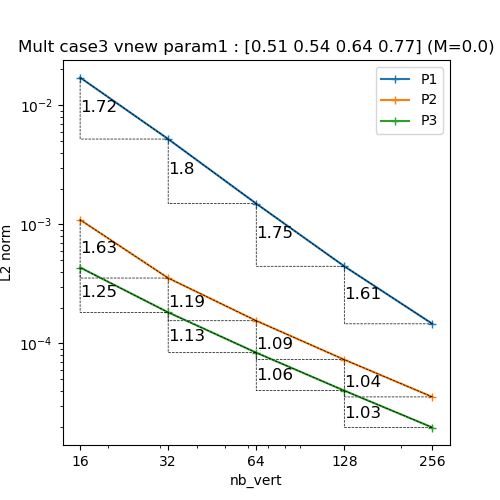 Mult case3 vnew param1 : [0.51 0.54 0.64 0.77] (M=0.0)
P1
P2
P3
10⁻²
10⁻³
10⁻⁴
L2 norm
1.72
1.8
1.75
1.61
1.63
1.19
1.09
1.04
1.25
1.13
1.06
1.03
16 32 64 128 256
nb_vert